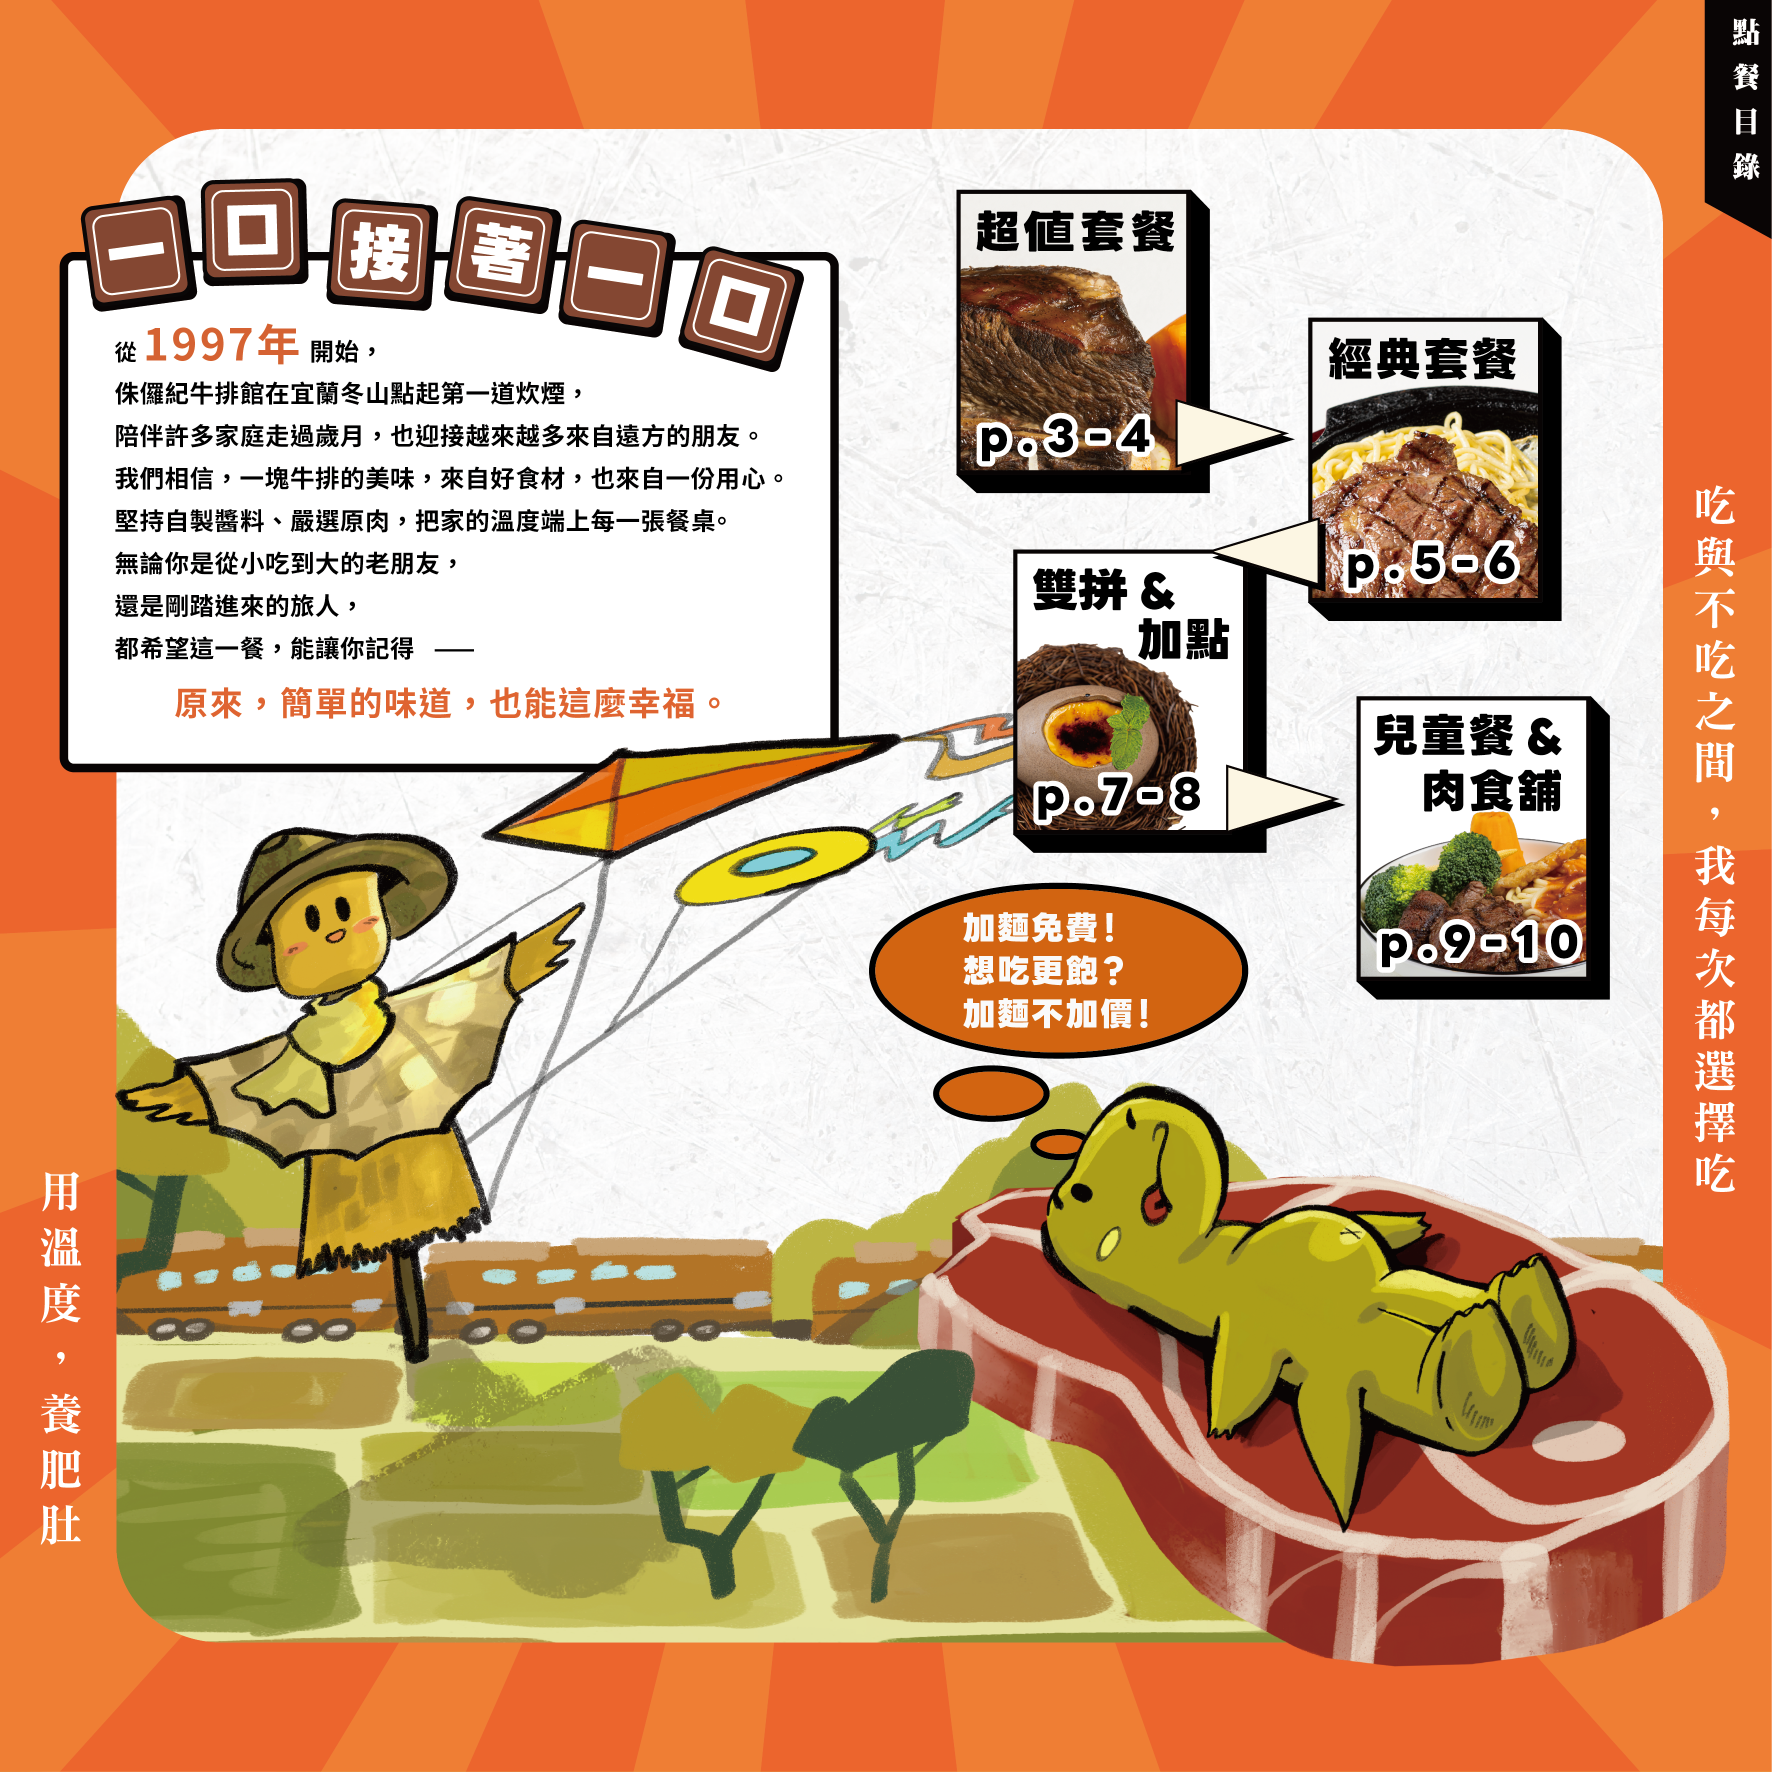 點餐目錄
一口接著一口
從1997年 開始，
侏儸紀牛排館在宜蘭冬山點起第一道炊煙，
陪伴許多家庭走過歲月，也迎接越來越多來自遠方的朋友。
我們相信，一塊牛排的美味，來自好食材，也來自一份用心。
堅持自製醬料、嚴選原肉，把家的溫度端上每一張餐桌。
無論你是從小吃到大的老朋友，
還是剛踏進來的旅人，
都希望這一餐，能讓你記得 ——
原來，簡單的味道，也能這麼幸福。
超值套餐
p.3-4
經典套餐
p.5-6
雙拼 &
加點
p.7-8
兒童餐 &
肉食舖
p.9-10
加麵免費！
想吃更飽？
加麵不加價！
吃與不吃之間，我每次都選擇吃
用溫度，養肥肚